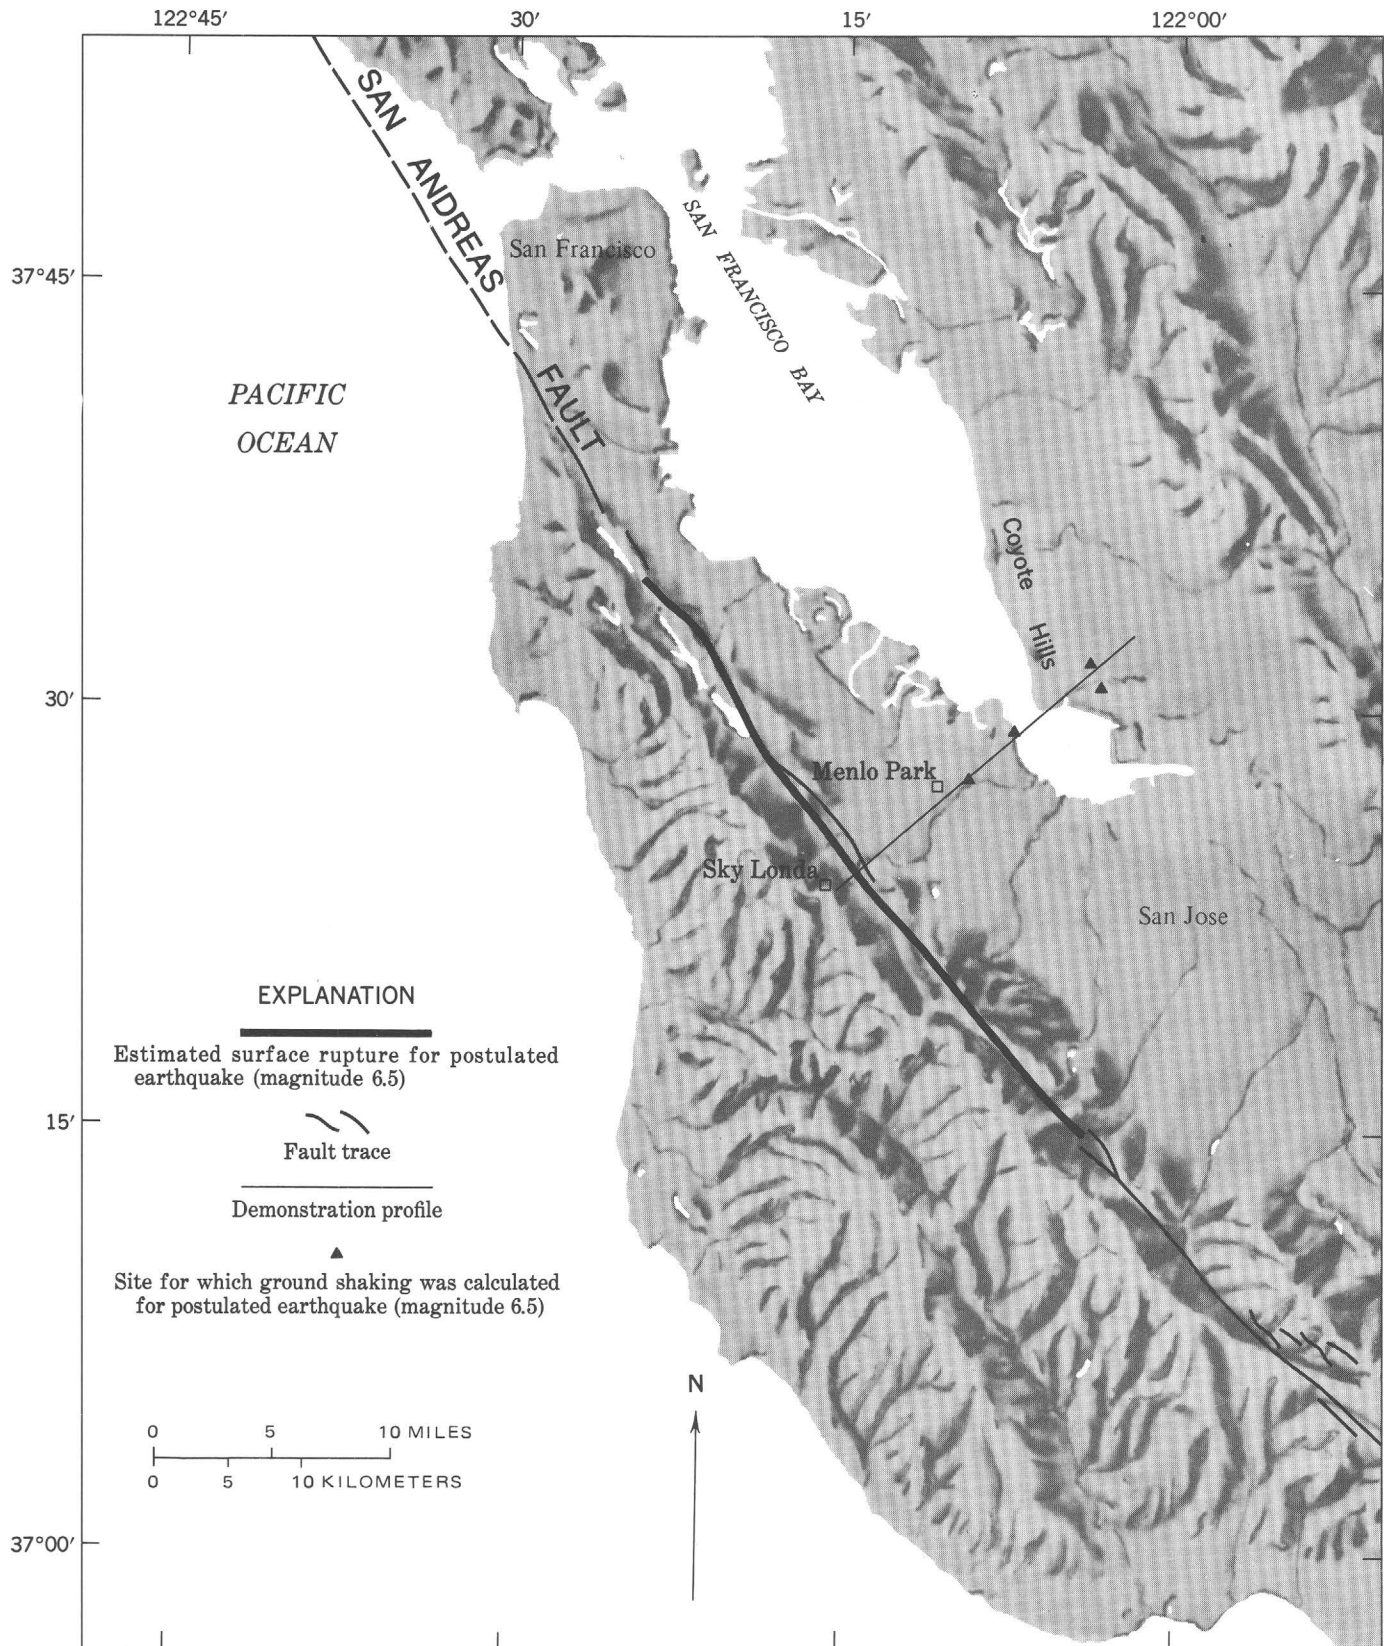 122°45′ 30′ 15′ 122°00′
SAN ANDREAS FAULT
San Francisco
SAN FRANCISCO BAY
37°45′
PACIFIC
OCEAN
Coyote Hills
30′
Menlo Park
Sky Londa
San Jose
EXPLANATION
Estimated surface rupture for postulated
earthquake (magnitude 6.5)
15′
Fault trace
Demonstration profile
Site for which ground shaking was calculated
for postulated earthquake (magnitude 6.5)
N
0 5 10 MILES
0 5 10 KILOMETERS
37°00′